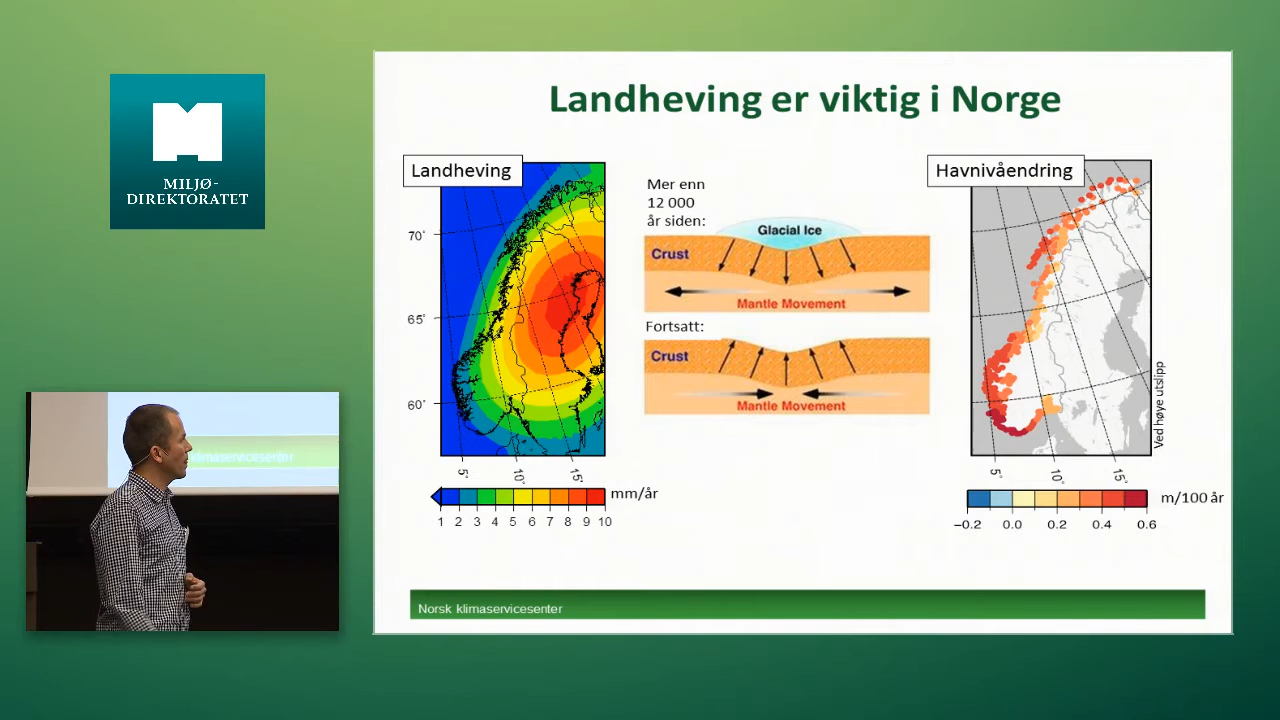 MILJØ-
DIREKTORATET
Landheving er viktig i Norge
Landheving
70°
65°
60°
5°
10°
15°
mm/år
1 2 3 4 5 6 7 8 9 10
Mer enn
12 000
år siden:
Glacial Ice
Crust
Mantle Movement
Fortsatt:
Crust
Mantle Movement
Havnivåendring
Ved høye utslipp
5°
10°
15°
m/100 år
−0.2 0.0 0.2 0.4 0.6
Norsk klimaservicesenter
klimaservicesenter